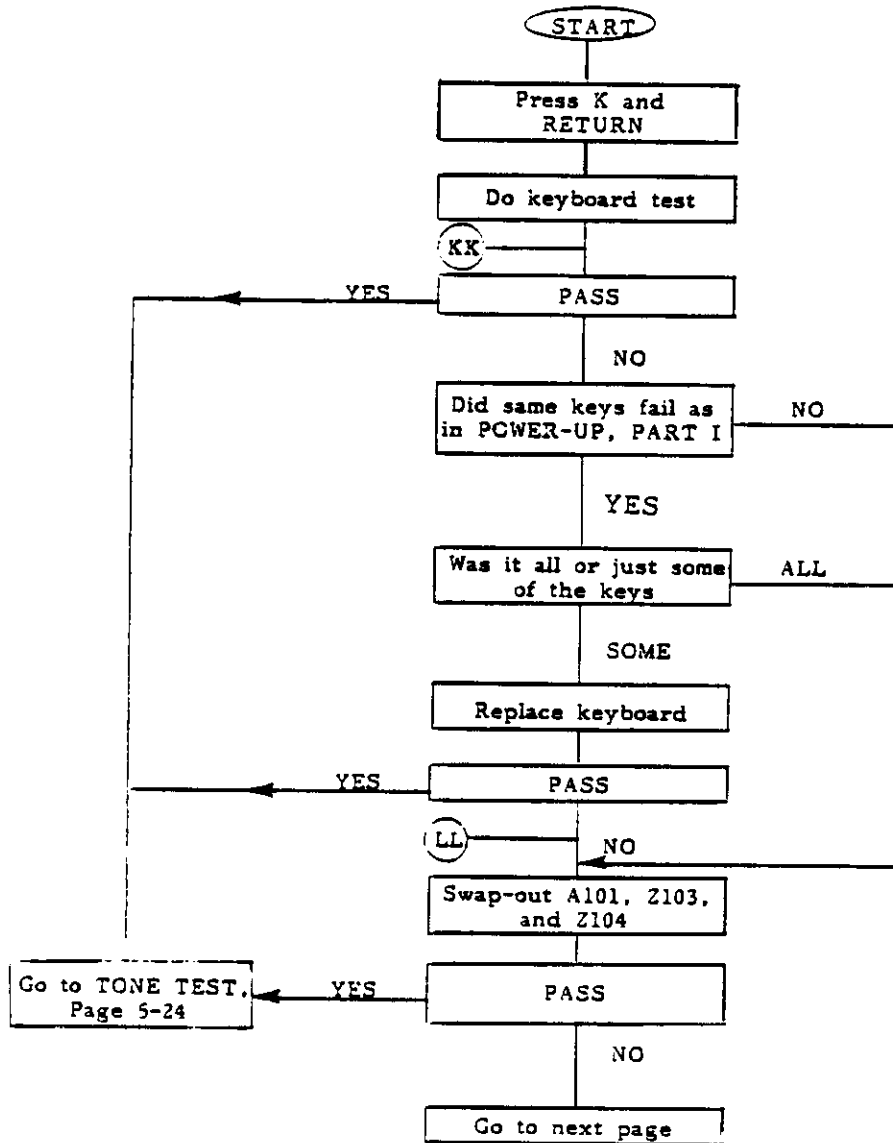 START
Press K and
RETURN
Do keyboard test
KK
YES
PASS
NO
Did same keys fail as
in POWER-UP, PART I
NO
YES
Was it all or just some
of the keys
ALL
SOME
Replace keyboard
YES
PASS
LL
NO
Swap-out A101, Z103,
and Z104
Go to TONE TEST,
Page 5-24
YES
PASS
NO
Go to next page